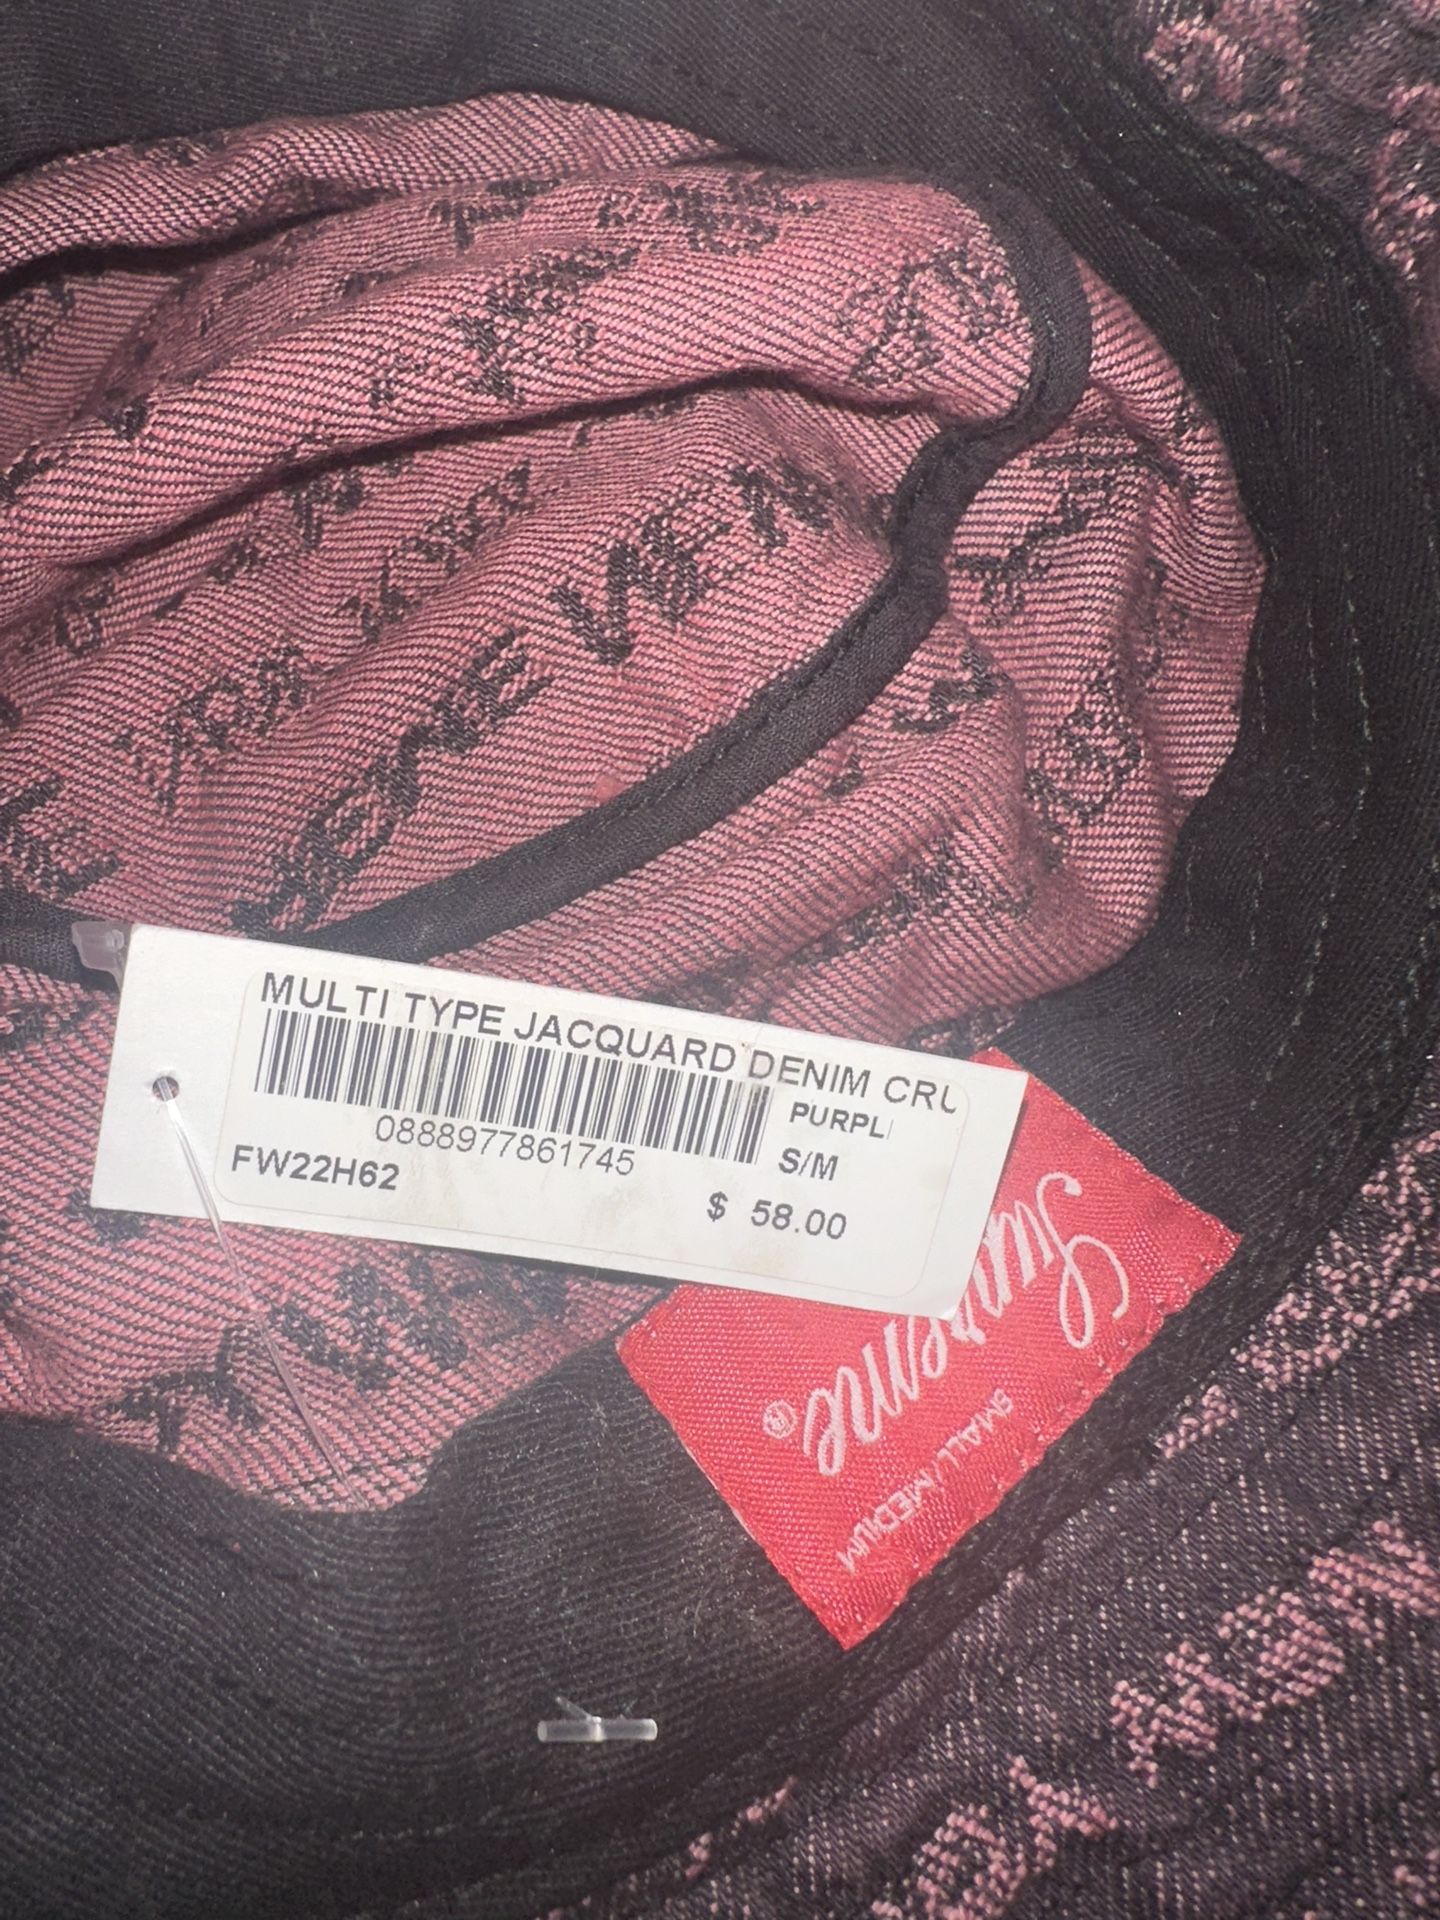 MULTI TYPE JACQUARD DENIM CRU
PURPL
0888977861745
S/M
FW22H62
$ 58.00
Supreme®
SMALL / MEDIUM